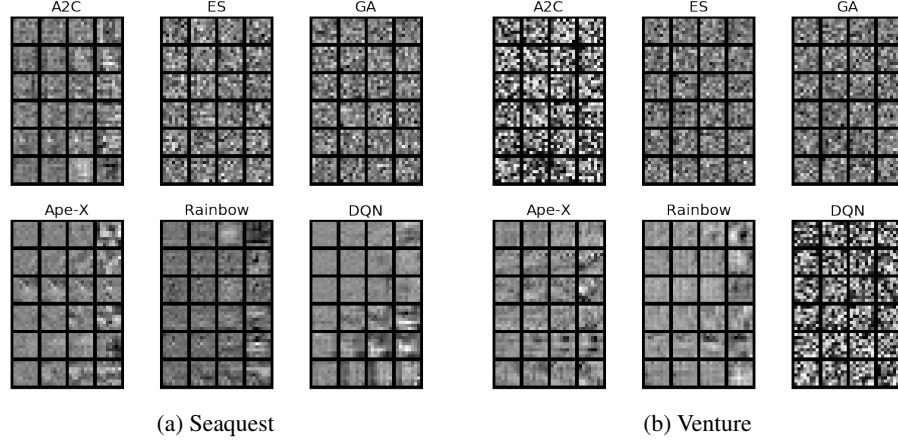 A2C ES GA A2C ES GA
Ape-X Rainbow DQN Ape-X Rainbow DQN
(a) Seaquest (b) Venture